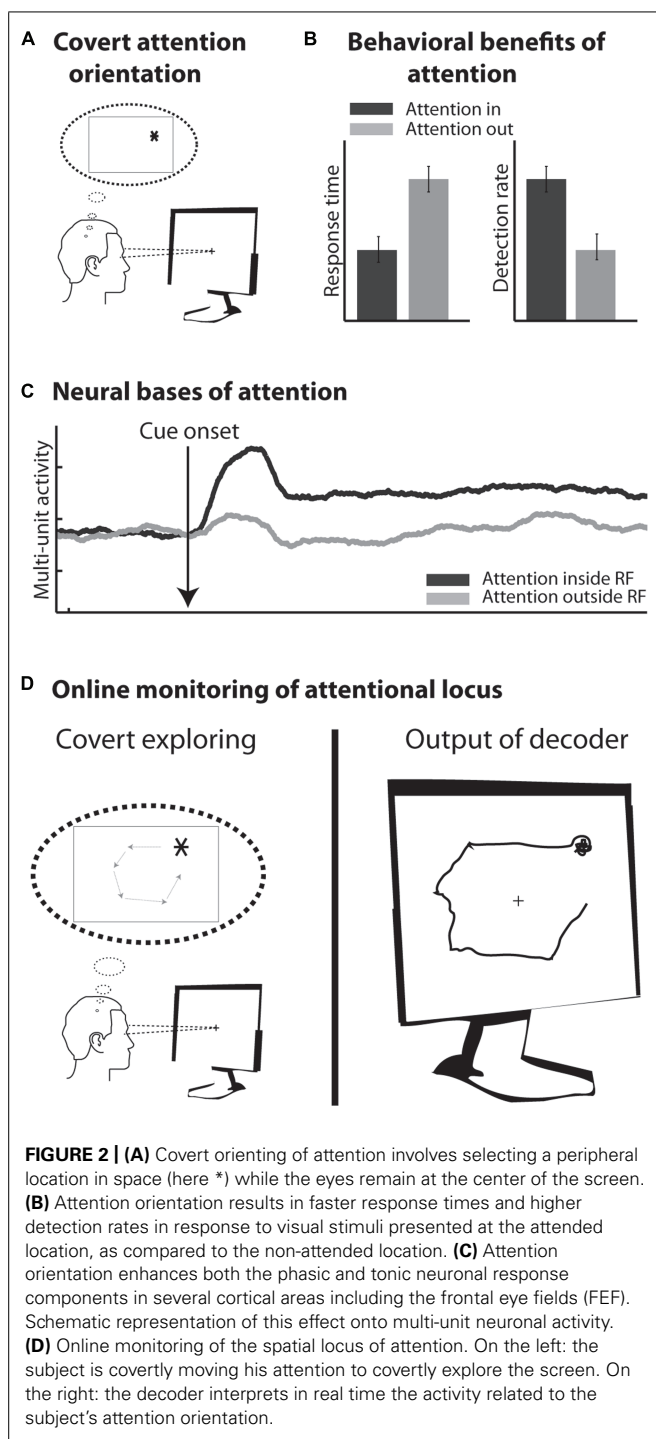 A Covert attention
orientation
*
B Behavioral benefits of
attention
Attention in
Attention out
Response time
Detection rate
C Neural bases of attention
Cue onset
Multi-unit activity
Attention inside RF
Attention outside RF
D Online monitoring of attentional locus
Covert exploring
Output of decoder
FIGURE 2 | (A) Covert orienting of attention involves selecting a peripheral
location in space (here *) while the eyes remain at the center of the screen.
(B) Attention orientation results in faster response times and higher
detection rates in response to visual stimuli presented at the attended
location, as compared to the non-attended location. (C) Attention
orientation enhances both the phasic and tonic neuronal response
components in several cortical areas including the frontal eye fields (FEF).
Schematic representation of this effect onto multi-unit neuronal activity.
(D) Online monitoring of the spatial locus of attention. On the left: the
subject is covertly moving his attention to covertly explore the screen. On
the right: the decoder interprets in real time the activity related to the
subject's attention orientation.